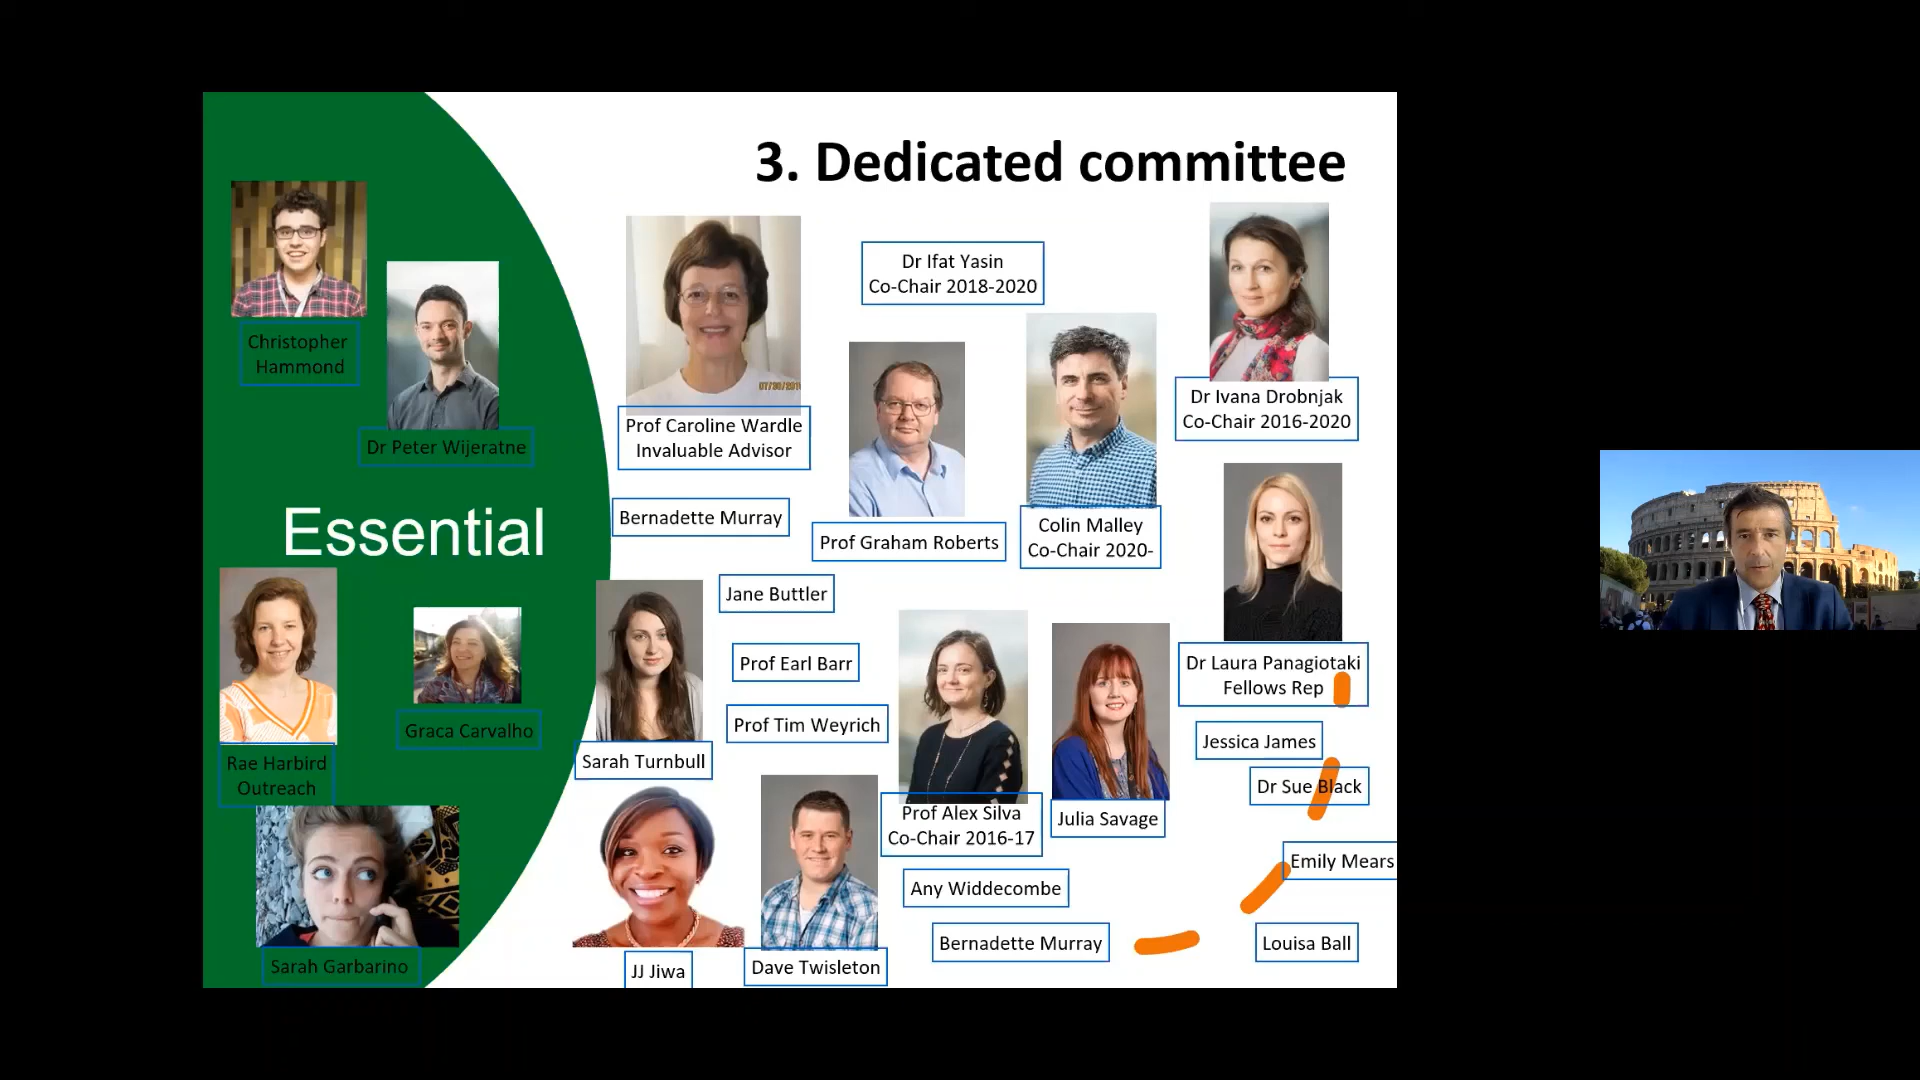 3. Dedicated committee
Christopher
Hammond
Dr Peter Wijeratne
Essential
Rae Harbird
Outreach
Graca Carvalho
Sarah Garbarino
07/30/201
Prof Caroline Wardle
Invaluable Advisor
Dr Ifat Yasin
Co-Chair 2018-2020
Dr Ivana Drobnjak
Co-Chair 2016-2020
Bernadette Murray
Prof Graham Roberts
Colin Malley
Co-Chair 2020-
Jane Buttler
Prof Earl Barr
Prof Tim Weyrich
Dr Laura Panagiotaki
Fellows Rep
Sarah Turnbull
Jessica James
Dr Sue Black
Prof Alex Silva
Co-Chair 2016-17
Julia Savage
Emily Mears
Any Widdecombe
Bernadette Murray
Louisa Ball
JJ Jiwa
Dave Twisleton